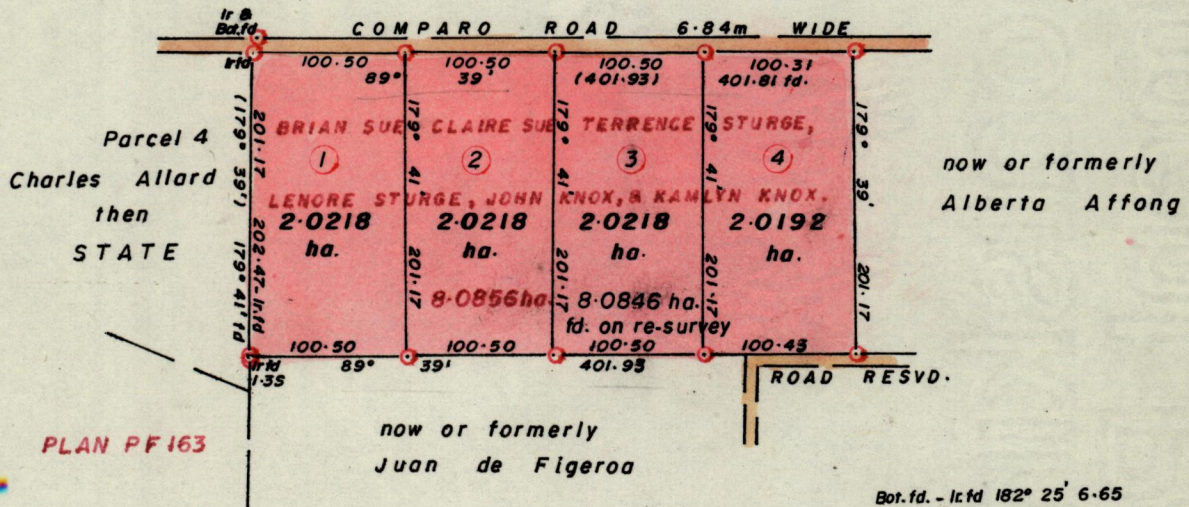 Ir &
Bot.fd
COMPARO ROAD 6.84m WIDE
Ir fd
100.50 100.50 100.50 100.31
89° 39' (401.93) 401.81 fd.
(179° 39') 201.17
179° 41' fd 202.47-Ir.fd
179° 41' 201.17
179° 41' 201.17
179° 41' 201.17
179° 39' 201.17
BRIAN SUE CLAIRE SUE TERRENCE STURGE,
1 2 3 4
LENORE STURGE, JOHN KNOX, & KAMLYN KNOX.
2.0218 2.0218 2.0218 2.0192
ha. ha. ha. ha.
8.0856ha. 8.0846 ha.
fd. on re-survey
100.50 100.50 100.50 100.43
Ir fd
1.3S
89° 39' 401.93
Parcel 4
Charles Allard
then
STATE
now or formerly
Alberta Affong
ROAD RESVD.
PLAN PF 163
now or formerly
Juan de Figeroa
Bot.fd. - Ir.fd 182° 25' 6.65